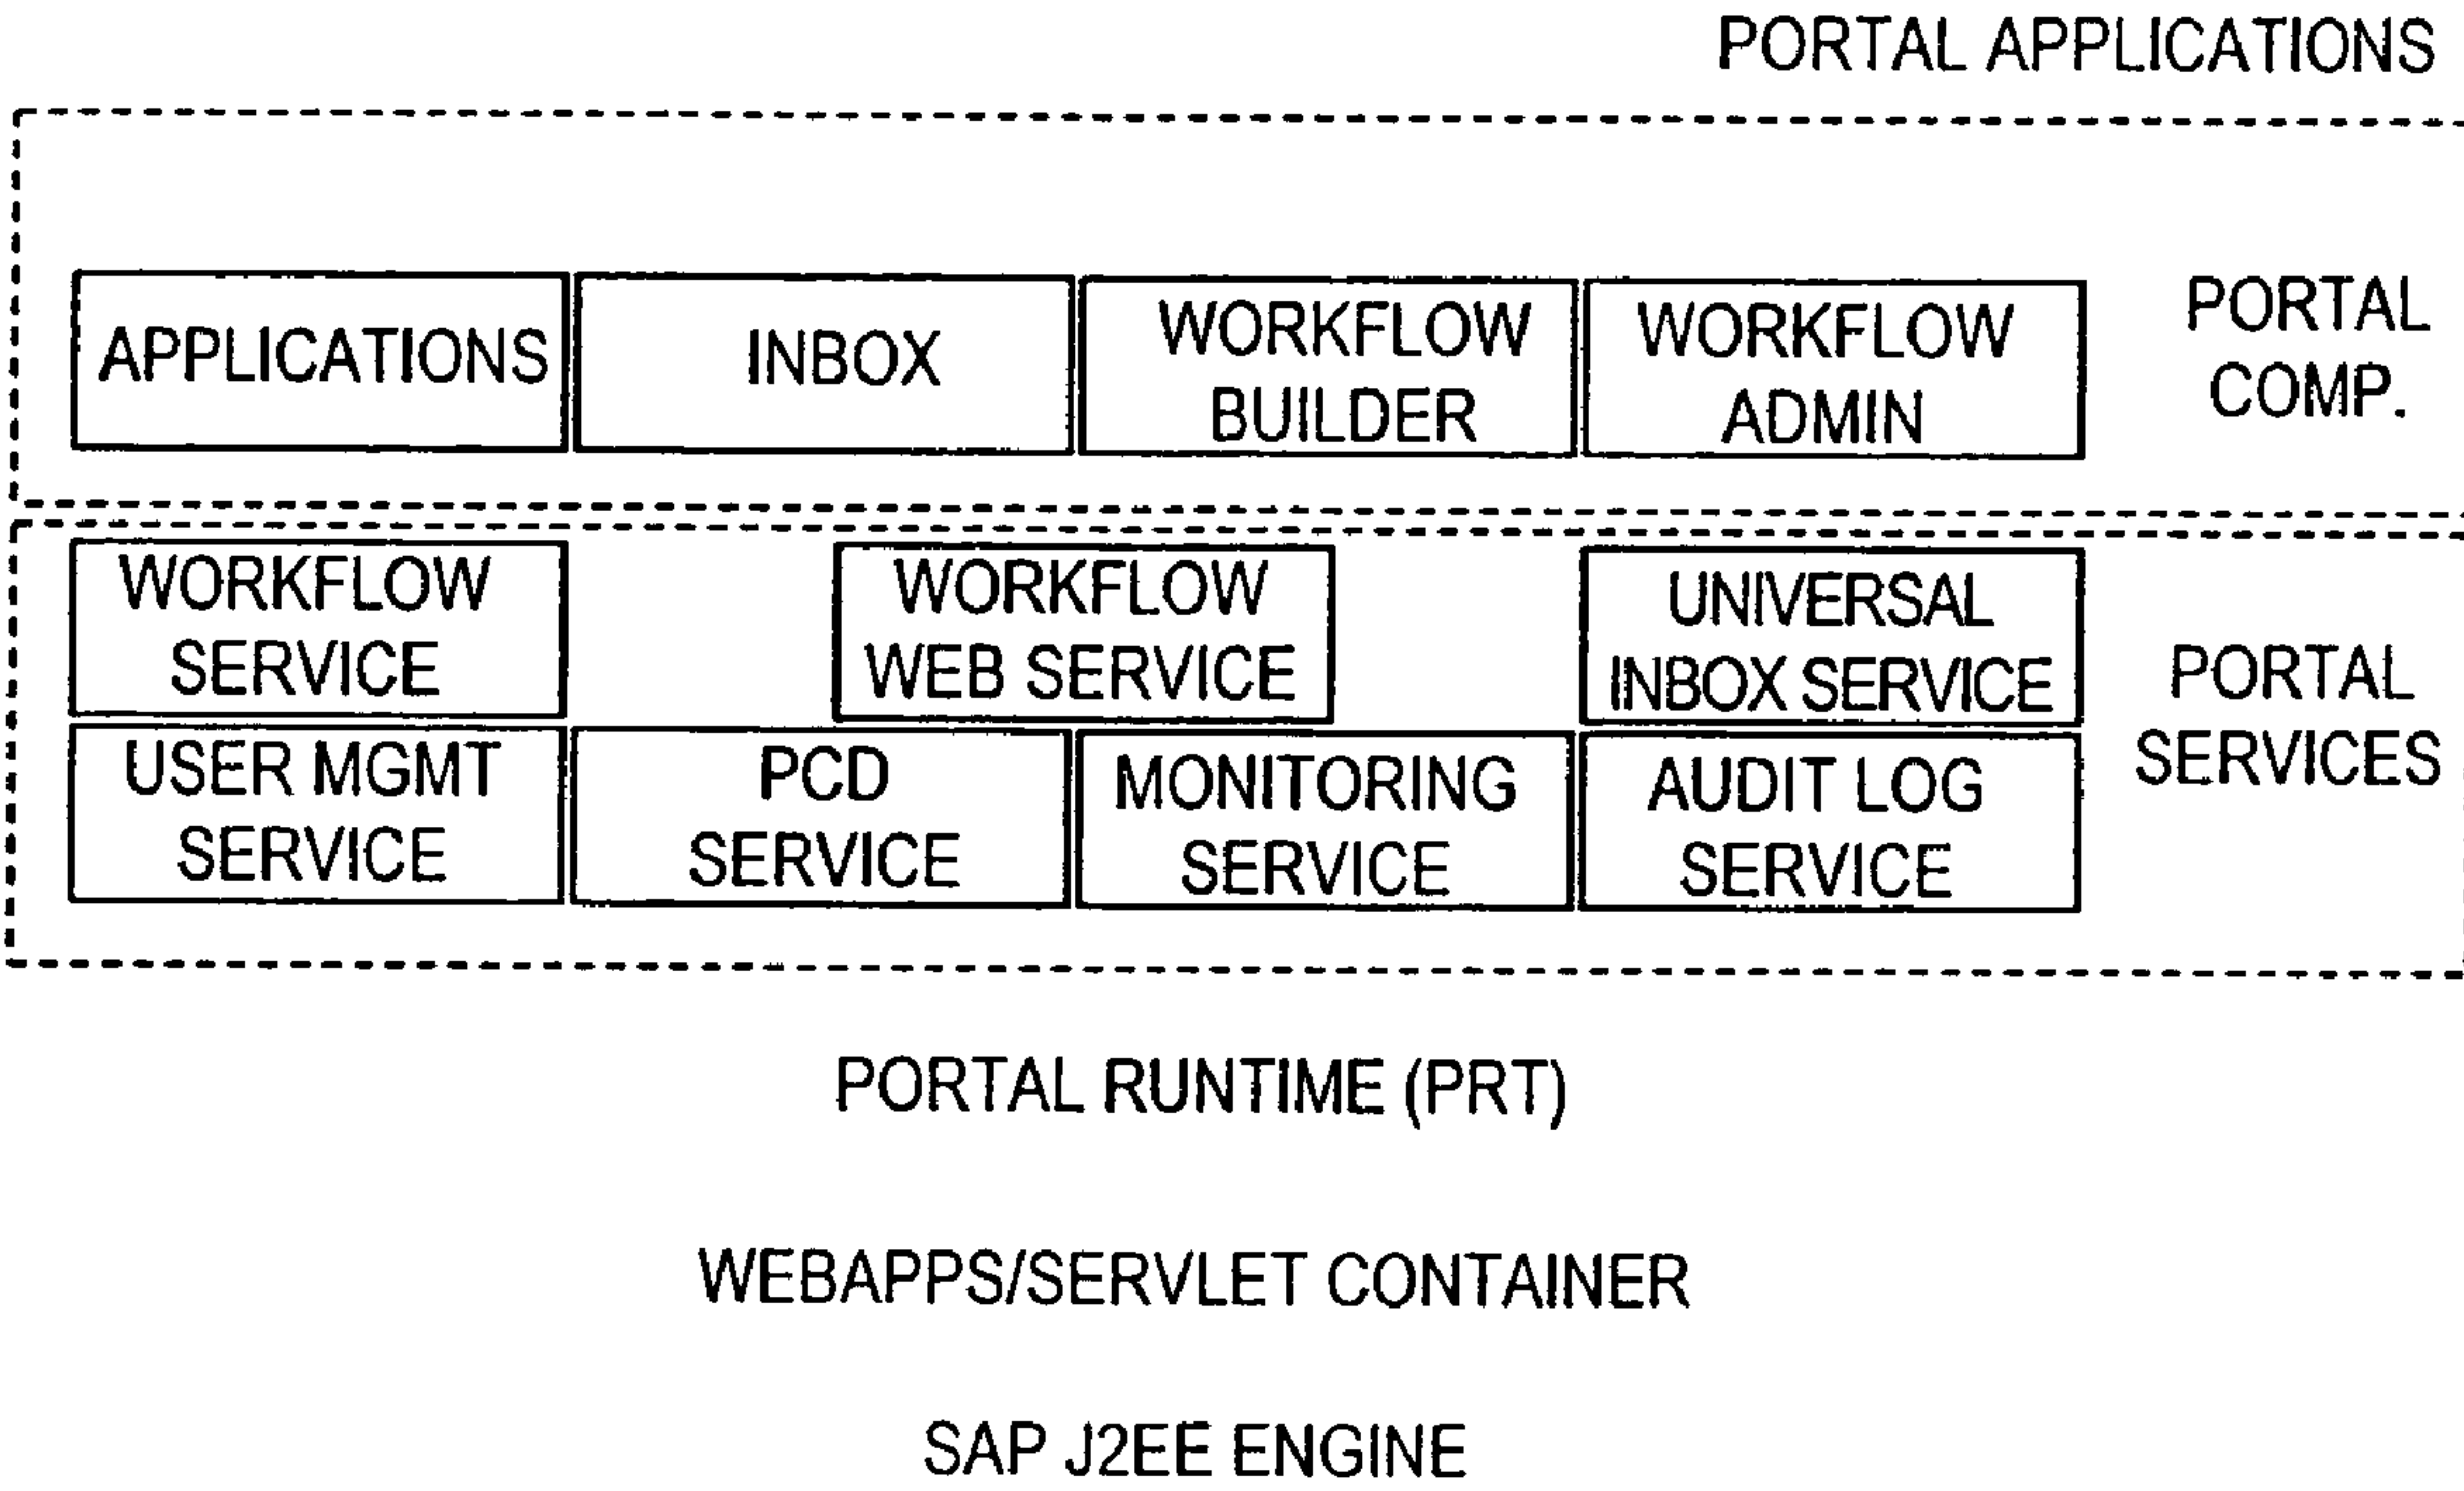 PORTAL APPLICATIONS
APPLICATIONS
INBOX
WORKFLOW
BUILDER
WORKFLOW
ADMIN
PORTAL
COMP.
WORKFLOW
SERVICE
WORKFLOW
WEB SERVICE
UNIVERSAL
INBOX SERVICE
PORTAL
SERVICES
USER MGMT
SERVICE
PCD
SERVICE
MONITORING
SERVICE
AUDIT LOG
SERVICE
PORTAL RUNTIME (PRT)
WEBAPPS/SERVLET CONTAINER
SAP J2EE ENGINE